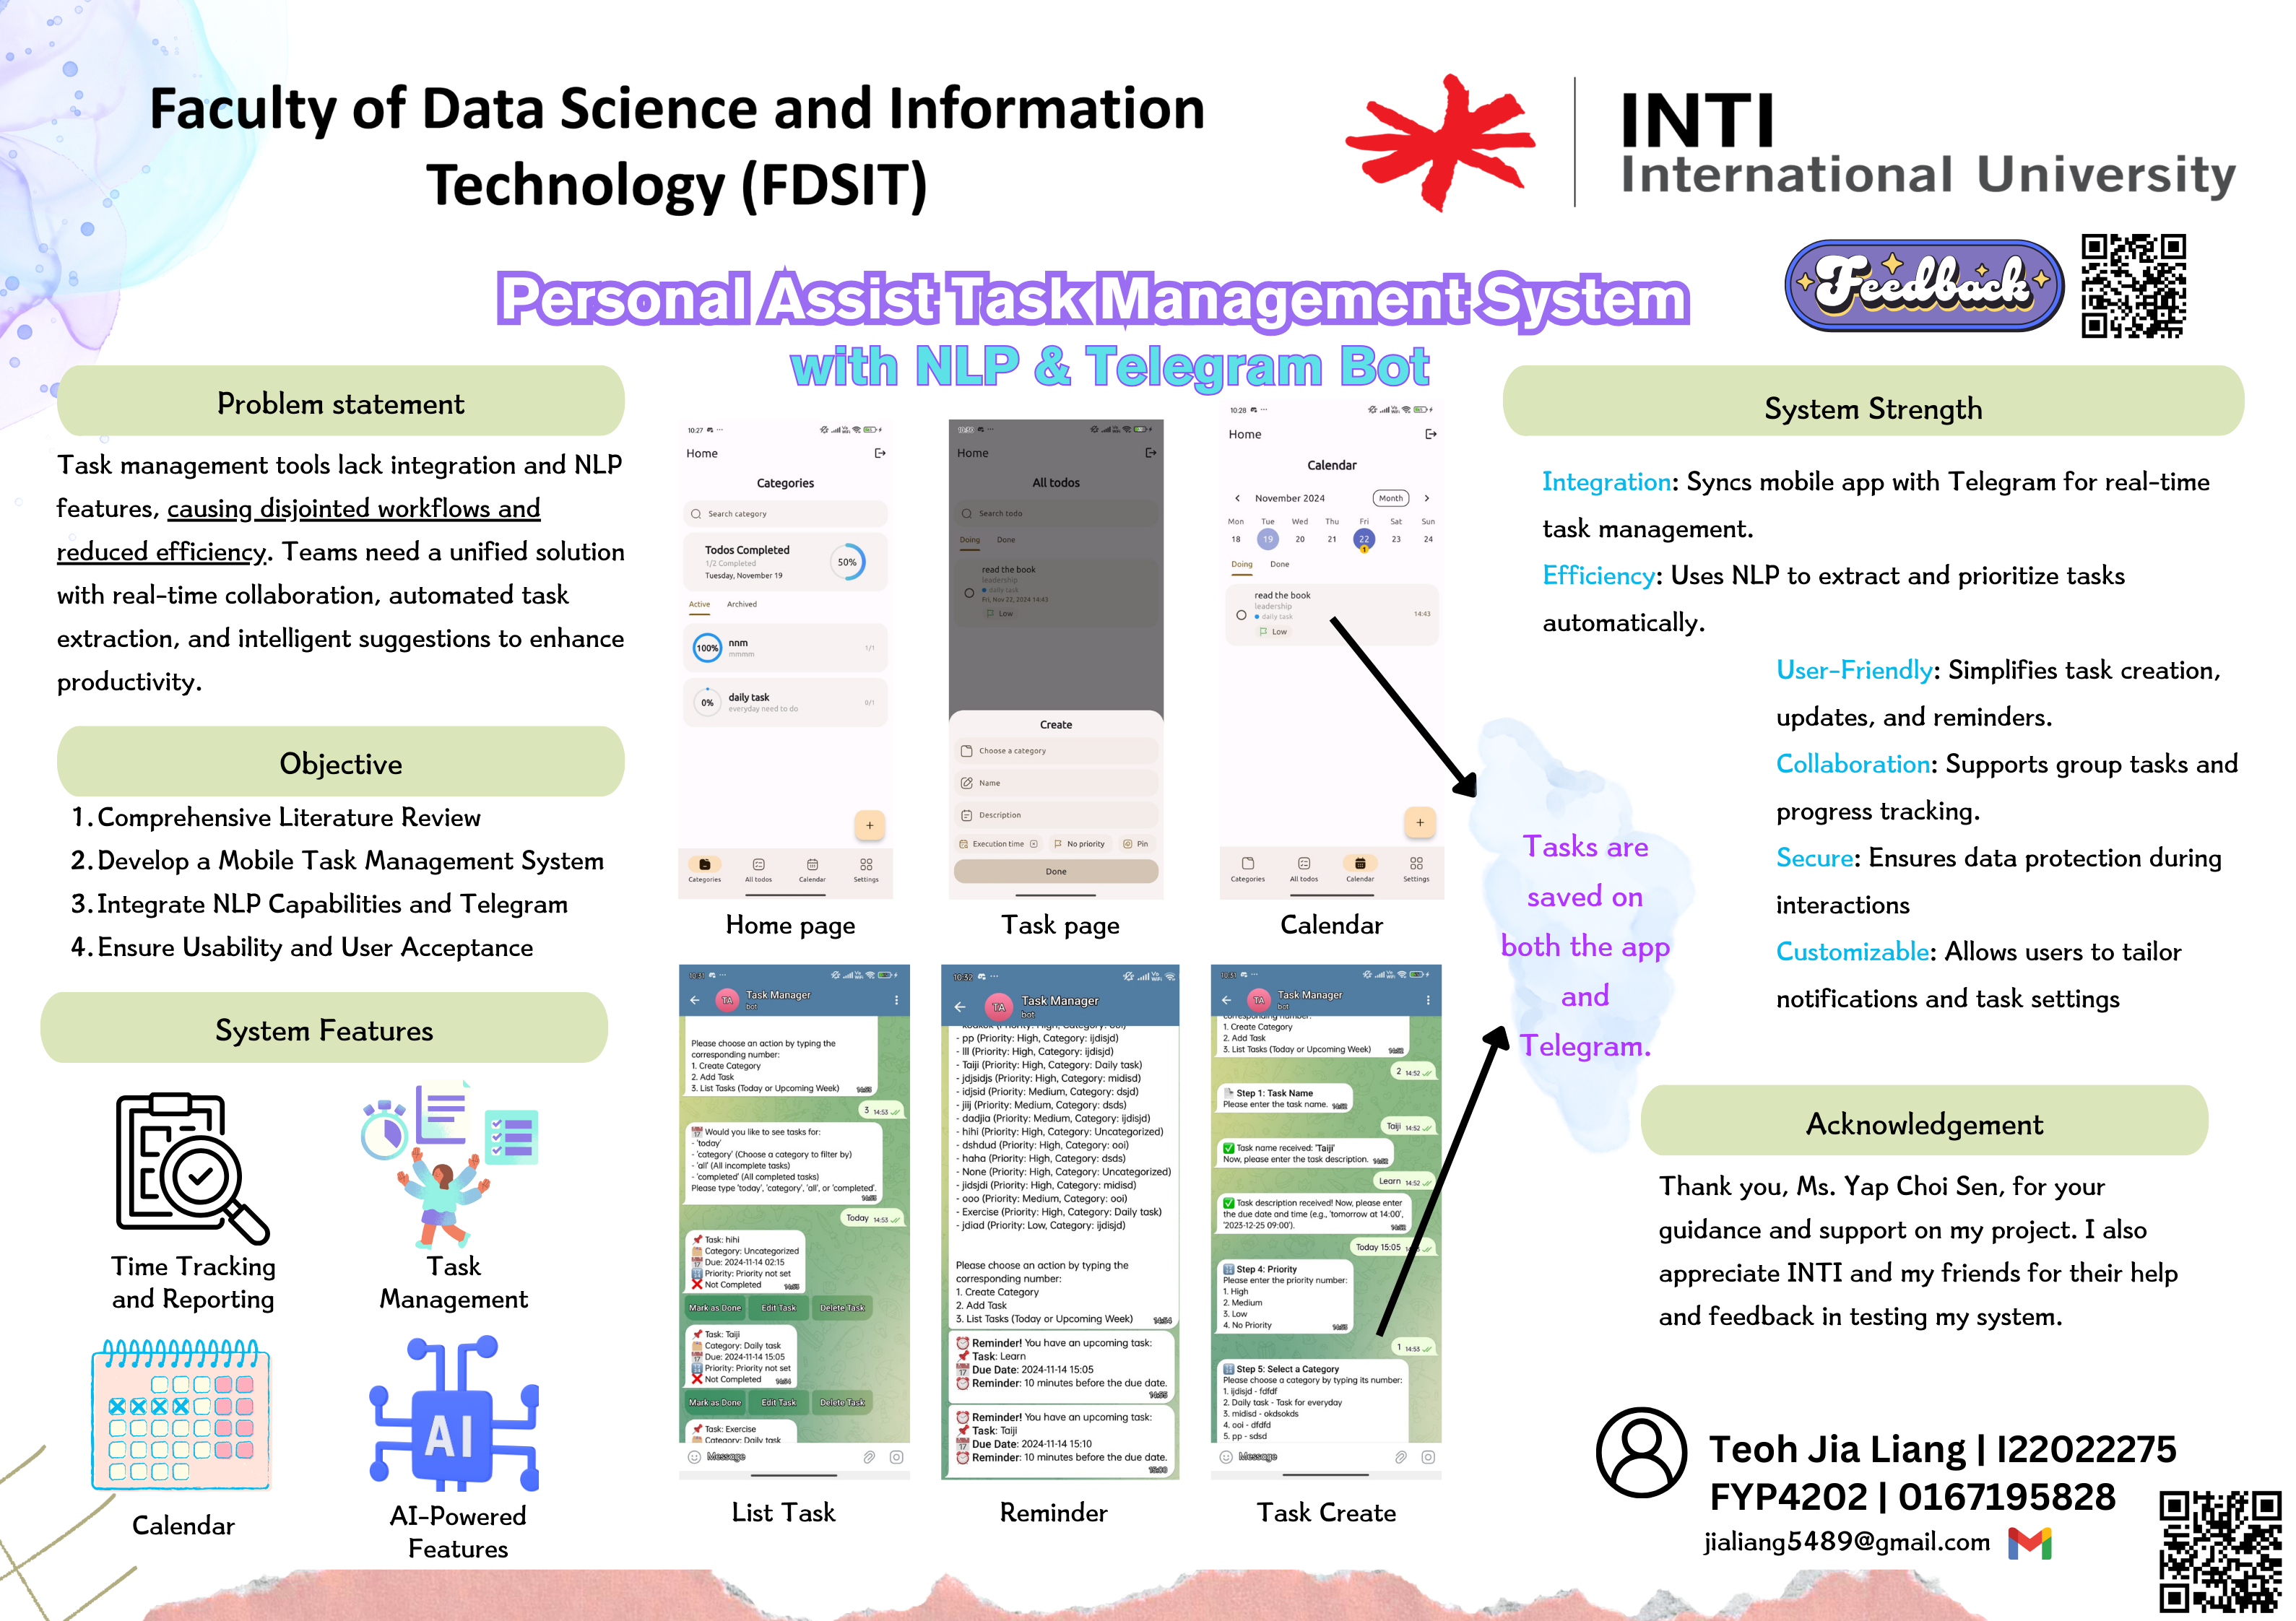 Faculty of Data Science and Information
Technology (FDSIT)
INTI
International University
Feedback
Personal Assist Task Management System
with NLP & Telegram Bot
Problem statement
Task management tools lack integration and NLP
features, causing disjointed workflows and
reduced efficiency. Teams need a unified solution
with real-time collaboration, automated task
extraction, and intelligent suggestions to enhance
productivity.
Objective
1. Comprehensive Literature Review
2. Develop a Mobile Task Management System
3. Integrate NLP Capabilities and Telegram
4. Ensure Usability and User Acceptance
System Features
Time Tracking
and Reporting
Task
Management
Calendar
AI
AI-Powered
Features
10:27
Home
Categories
Search category
Todos Completed
1/2 Completed
Tuesday, November 19
50%
Active Archived
100%
nnm
mmmm
1/1
0%
daily task
everyday need to do
0/1
+
Categories All todos Calendar Settings
Home page
Home
All todos
Search todo
Doing Done
read the book
leadership
daily task
Fri, Nov 22, 2024 14:43
Low
Create
Choose a category
Name
Description
Execution time No priority Pin
Done
Task page
10:28
Home
Calendar
November 2024 Month
Mon Tue Wed Thu Fri Sat Sun
18 19 20 21 22 23 24
1
Doing Done
read the book
leadership
daily task
Low
14:43
+
Categories All todos Calendar Settings
Calendar
10:31
TA
Task Manager
bot
Please choose an action by typing the
corresponding number:
1. Create Category
2. Add Task
3. List Tasks (Today or Upcoming Week)
3 14:53
Would you like to see tasks for:
- 'today'
- 'category' (Choose a category to filter by)
- 'all' (All incomplete tasks)
- 'completed' (All completed tasks)
Please type 'today', 'category', 'all', or 'completed'.
Today 14:53
Task: hihi
Category: Uncategorized
Due: 2024-11-14 02:15
Priority: Priority not set
Not Completed
Mark as Done Edit Task Delete Task
Task: Taiji
Category: Daily task
Due: 2024-11-14 15:05
Priority: Priority not set
Not Completed
Mark as Done Edit Task Delete Task
Task: Exercise
Category: Daily task
Message
List Task
10:32
TA
Task Manager
bot
- pp (Priority: High, Category: ijdisjd)
- lll (Priority: High, Category: ijdisjd)
- Taiji (Priority: High, Category: Daily task)
- jdjsidjs (Priority: High, Category: midisd)
- idjsid (Priority: Medium, Category: dsjd)
- jiij (Priority: Medium, Category: dsds)
- dadjia (Priority: Medium, Category: ijdisjd)
- hihi (Priority: High, Category: Uncategorized)
- dshdud (Priority: High, Category: ooi)
- haha (Priority: High, Category: dsds)
- None (Priority: High, Category: Uncategorized)
- jidsjdi (Priority: High, Category: midisd)
- ooo (Priority: Medium, Category: ooi)
- Exercise (Priority: High, Category: Daily task)
- jdiad (Priority: Low, Category: ijdisjd)
Please choose an action by typing the
corresponding number:
1. Create Category
2. Add Task
3. List Tasks (Today or Upcoming Week)
Reminder! You have an upcoming task:
Task: Learn
Due Date: 2024-11-14 15:05
Reminder: 10 minutes before the due date.
Reminder! You have an upcoming task:
Task: Taiji
Due Date: 2024-11-14 15:10
Reminder: 10 minutes before the due date.
Reminder
10:31
TA
Task Manager
bot
corresponding number:
1. Create Category
2. Add Task
3. List Tasks (Today or Upcoming Week)
2 14:52
Step 1: Task Name
Please enter the task name.
Taiji 14:52
Task name received: 'Taiji'
Now, please enter the task description.
Learn 14:52
Task description received! Now, please enter
the due date and time (e.g., 'tomorrow at 14:00',
'2023-12-25 09:00').
Today 15:05
Step 4: Priority
Please enter the priority number:
1. High
2. Medium
3. Low
4. No Priority
1 14:53
Step 5: Select a Category
Please choose a category by typing its number:
1. ijdisjd - fdfdf
2. Daily task - Task for everyday
3. midisd - okdsokds
4. ooi - dfdfd
5. pp - sdsd
Message
Task Create
Tasks are
saved on
both the app
and
Telegram.
System Strength
Integration: Syncs mobile app with Telegram for real-time
task management.
Efficiency: Uses NLP to extract and prioritize tasks
automatically.
User-Friendly: Simplifies task creation,
updates, and reminders.
Collaboration: Supports group tasks and
progress tracking.
Secure: Ensures data protection during
interactions
Customizable: Allows users to tailor
notifications and task settings
Acknowledgement
Thank you, Ms. Yap Choi Sen, for your
guidance and support on my project. I also
appreciate INTI and my friends for their help
and feedback in testing my system.
Teoh Jia Liang | I22022275
FYP4202 | 0167195828
jialiang5489@gmail.com